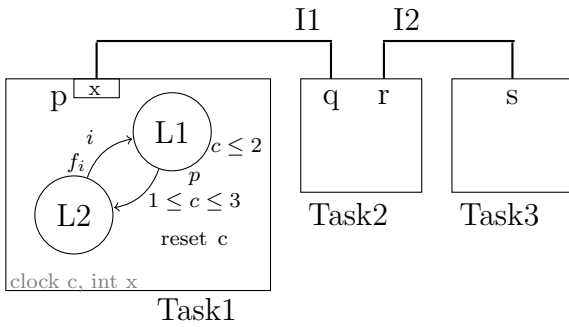 I1 I2
p x q r s
L1
i
c ≤ 2
f_i
p
L2
1 ≤ c ≤ 3
reset c
Task2 Task3
clock c, int x
Task1